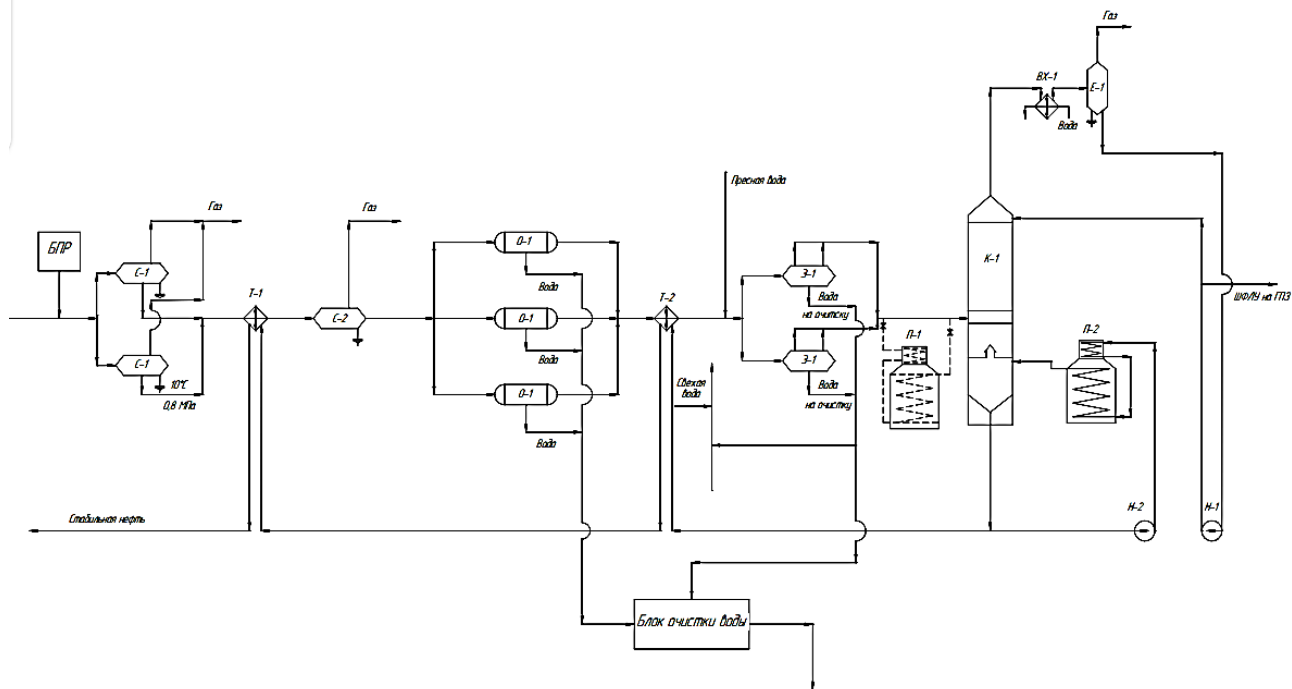 Газ
ВХ-1
Е-1
Вода
Пресная вода
Газ
Газ
БПР
О-1
С-1
Э-1
К-1
Вода
Т-1
Т-2
Вода
ШФЛУ на ГПЗ
на очистку
С-2
О-1
П-1
П-2
Вода
С-1
Э-1
10°С
0,8 МПа
Свежая
вода
О-1
Вода
на очистку
Вода
Н-2
Н-1
Стабильная нефть
Блок очистки воды